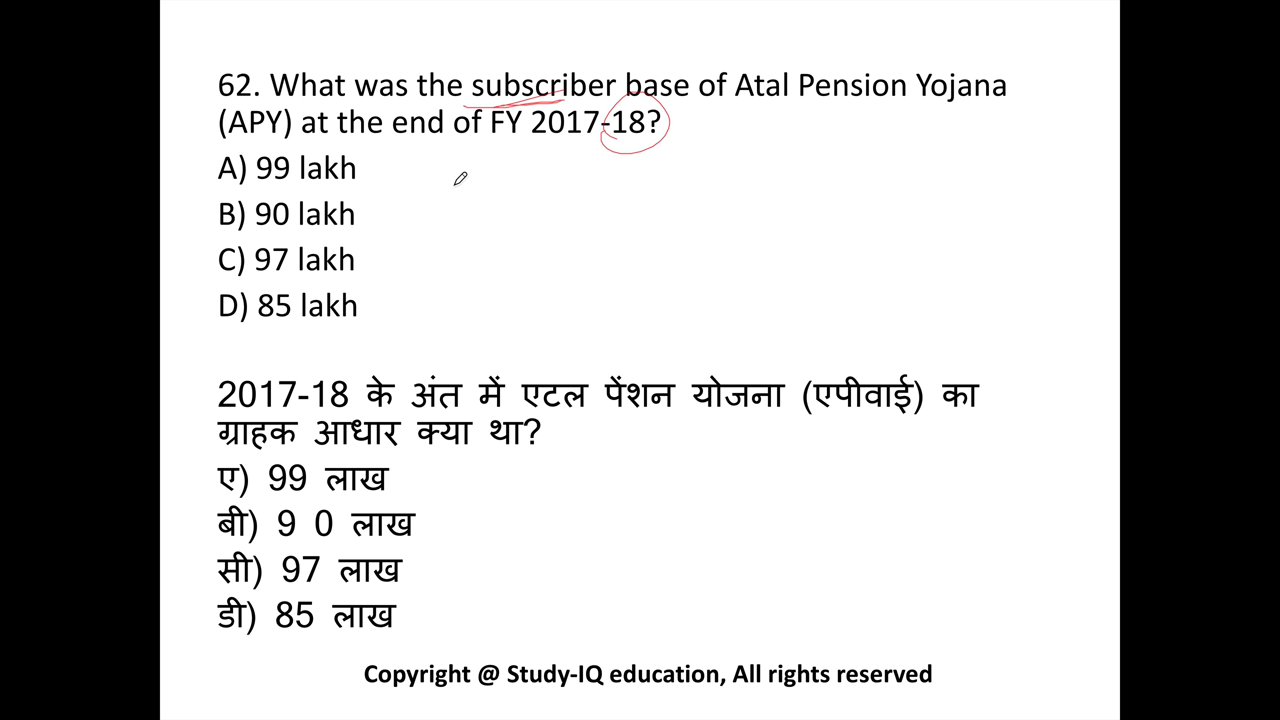 62. What was the subscriber base of Atal Pension Yojana
(APY) at the end of FY 2017-18?
A) 99 lakh
B) 90 lakh
C) 97 lakh
D) 85 lakh
2017-18 के अंत में एटल पेंशन योजना (एपीवाई) का
ग्राहक आधार क्या था?
ए) 99 लाख
बी) 9 0 लाख
सी) 97 लाख
डी) 85 लाख
Copyright @ Study-IQ education, All rights reserved